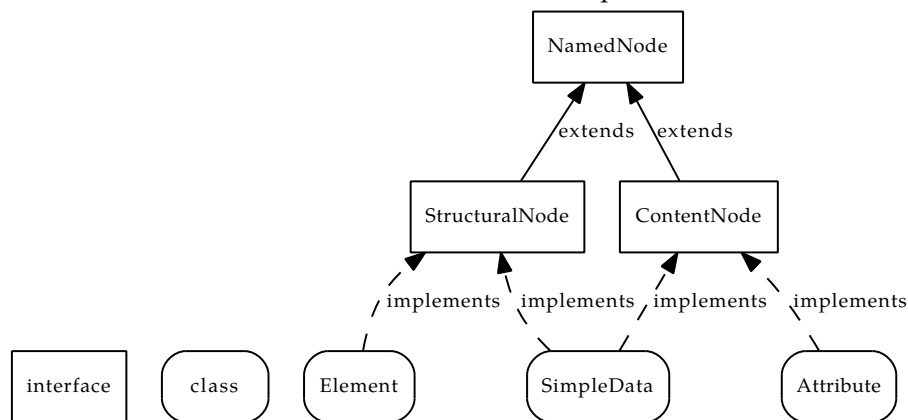 NamedNode
extends extends
StructuralNode ContentNode
implements implements implements implements
interface class Element SimpleData Attribute